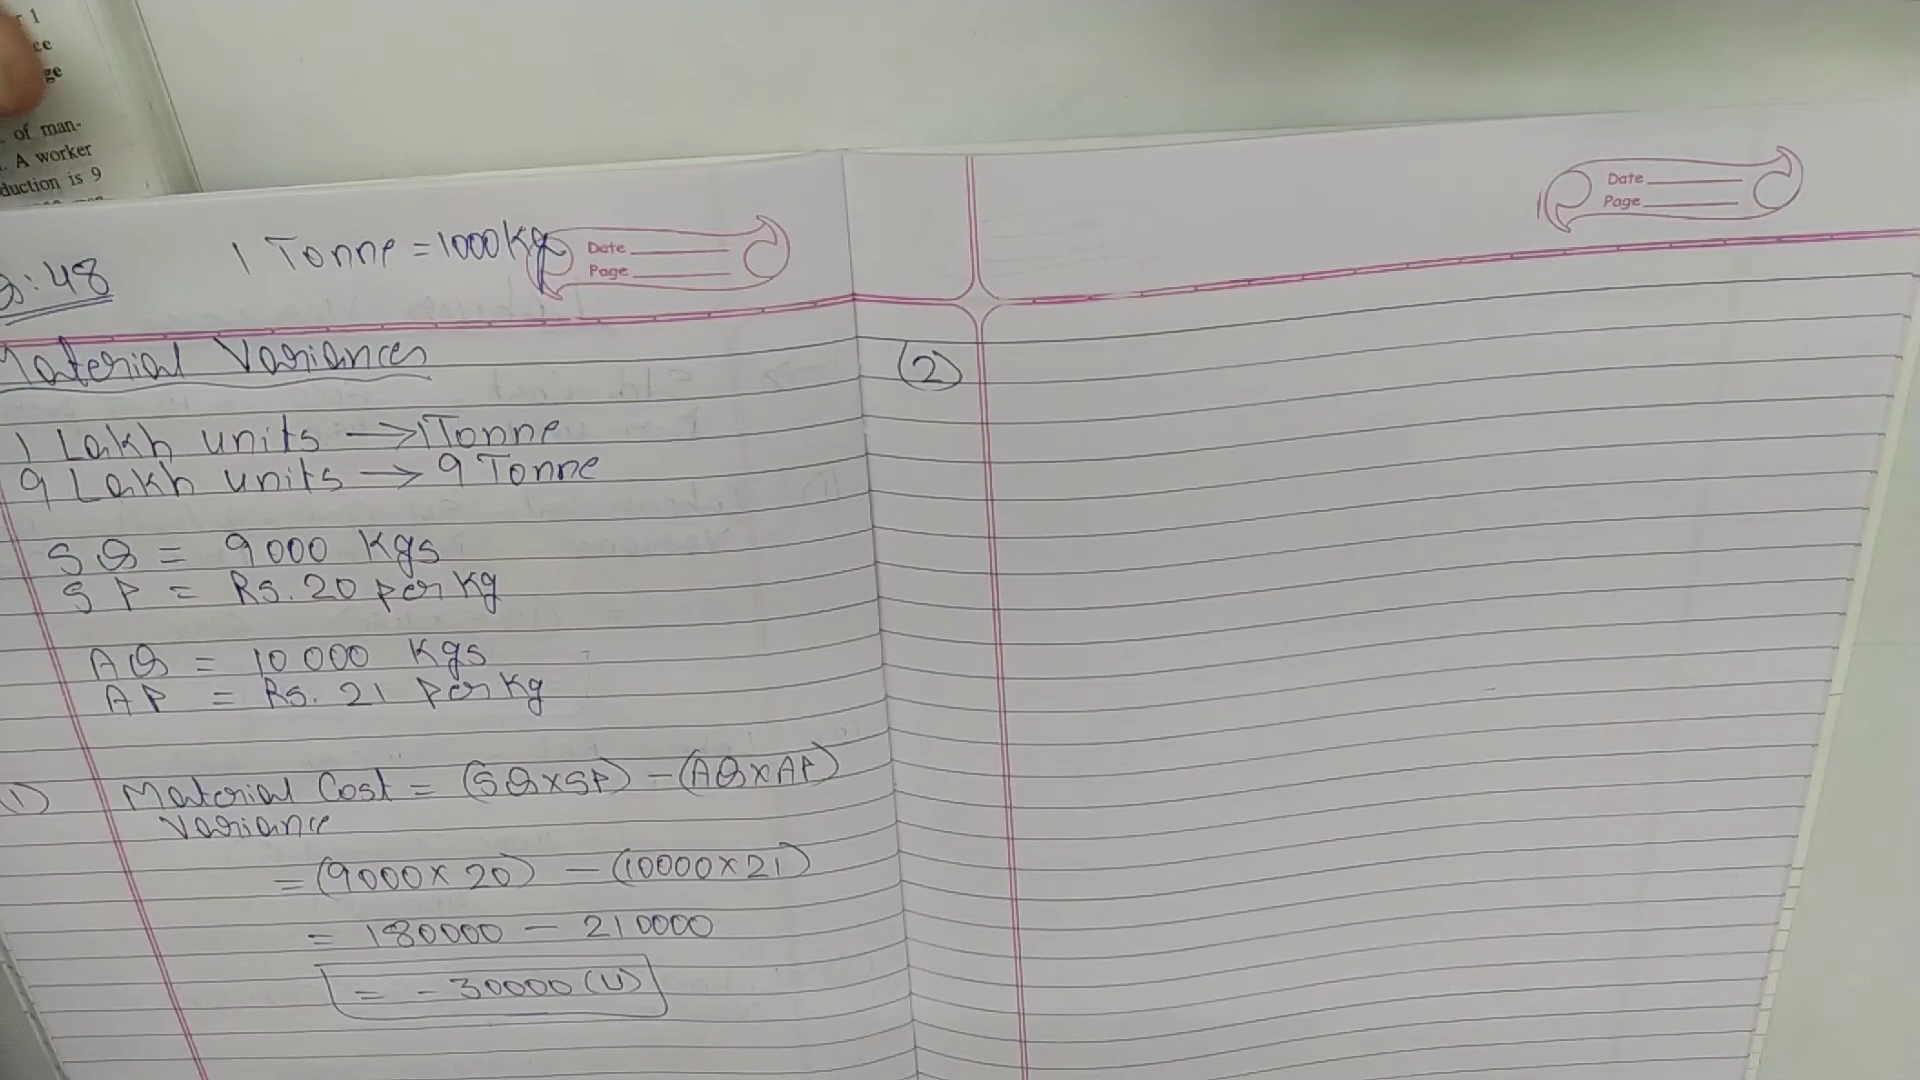 of man-
. A worker
duction is 9
1 Tonne = 1000 Kg
Date
Page
: 48
Material Variances
1 Lakh units → 1 Tonne
9 Lakh units → 9 Tonne
SQ = 9000 Kgs
SP = Rs. 20 per Kg
AQ = 10000 Kgs
AP = Rs. 21 per Kg
(1) Material Cost = (SQ×SP) - (AQ×AP)
Variance
= (9000 × 20) - (10000 × 21)
= 180000 - 210000
= - 30000 (U)
Date
Page
(2)